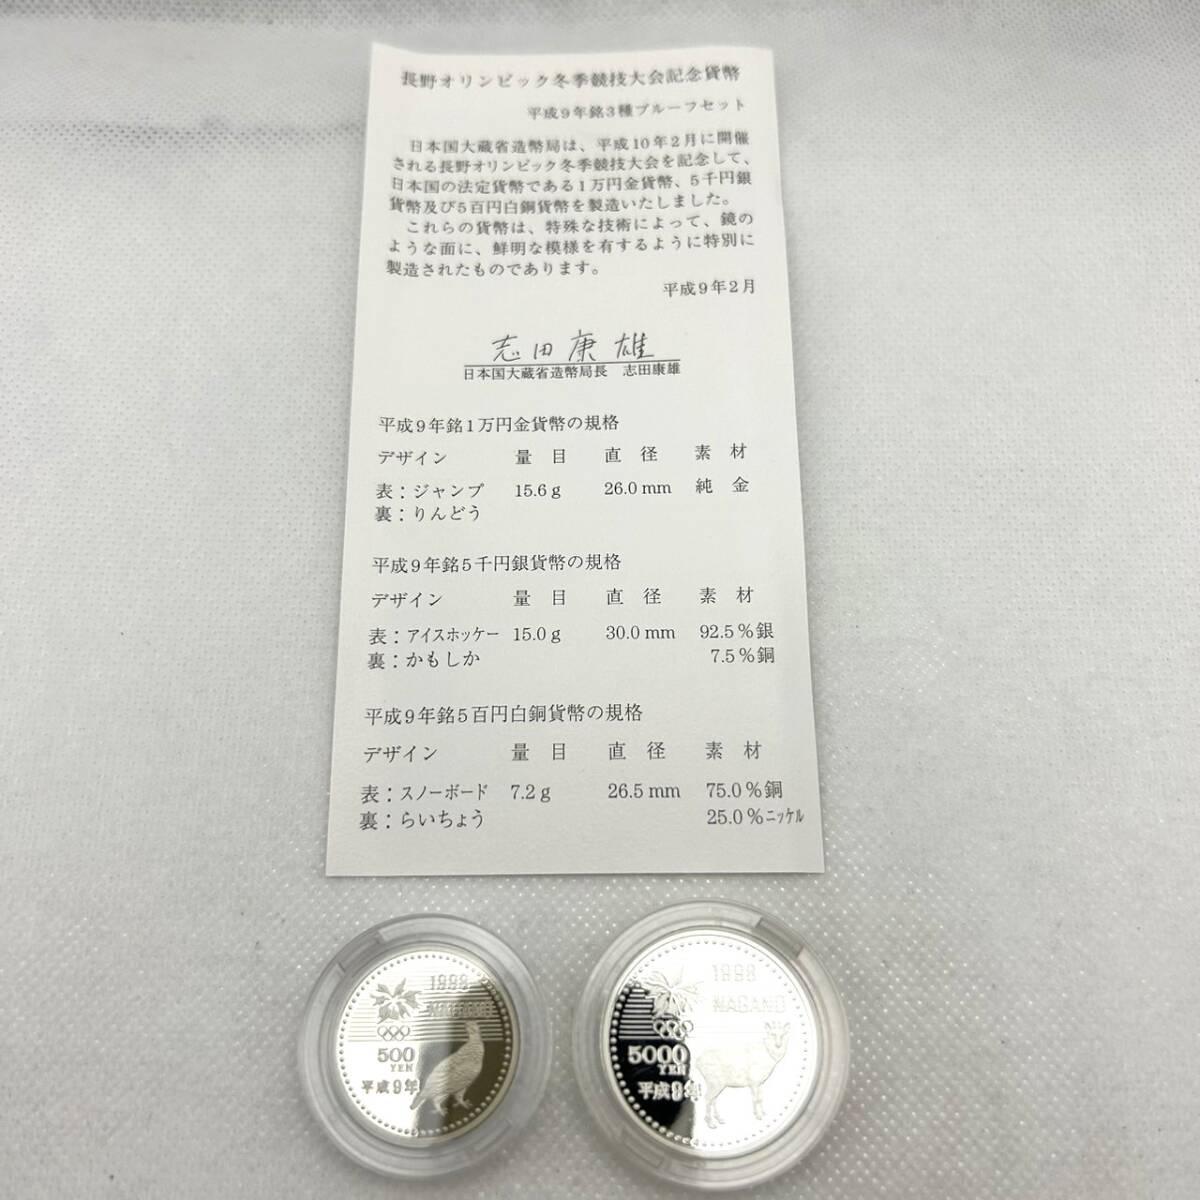 長野オリンピック冬季競技大会記念貨幣
平成9年銘3種プルーフセット
日本国大蔵省造幣局は、平成10年2月に開催
される長野オリンピック冬季競技大会を記念して、
日本国の法定貨幣である1万円金貨幣、5千円銀
貨幣及び5百円白銅貨幣を製造いたしました。
これらの貨幣は、特殊な技術によって、鏡の
ような面に、鮮明な模様を有するように特別に
製造されたものであります。
平成9年2月
志田康雄
日本国大蔵省造幣局長 志田康雄
平成9年銘1万円金貨幣の規格
デザイン 量目 直径 素材
表:ジャンプ 15.6g 26.0mm 純金
裏:りんどう
平成9年銘5千円銀貨幣の規格
デザイン 量目 直径 素材
表:アイスホッケー 15.0g 30.0mm 92.5%銀
裏:かもしか 7.5%銅
平成9年銘5百円白銅貨幣の規格
デザイン 量目 直径 素材
表:スノーボード 7.2g 26.5mm 75.0%銅
裏:らいちょう 25.0%ニッケル
1998
NAGANO
500
YEN
平成9年
1998
NAGANO
5000
YEN
平成9年